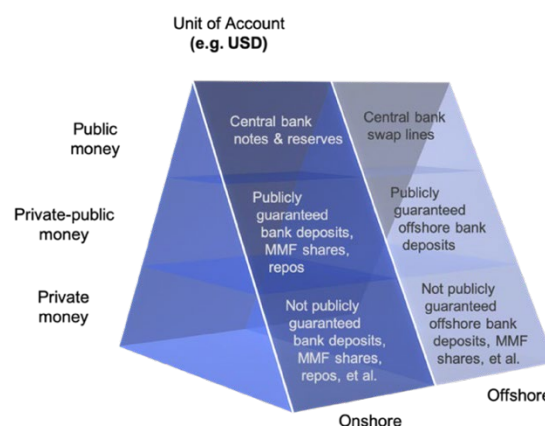 Unit of Account
(e.g. USD)
Public
money
Central bank
notes & reserves
Central bank
swap lines
Private-public
money
Publicly
guaranteed
bank deposits,
MMF shares,
repos
Publicly
guaranteed
offshore bank
deposits
Private
money
Not publicly
guaranteed
bank deposits,
MMF shares,
repos, et al.
Not publicly
guaranteed
offshore bank
deposits, MMF
shares, et al.
Onshore
Offshore